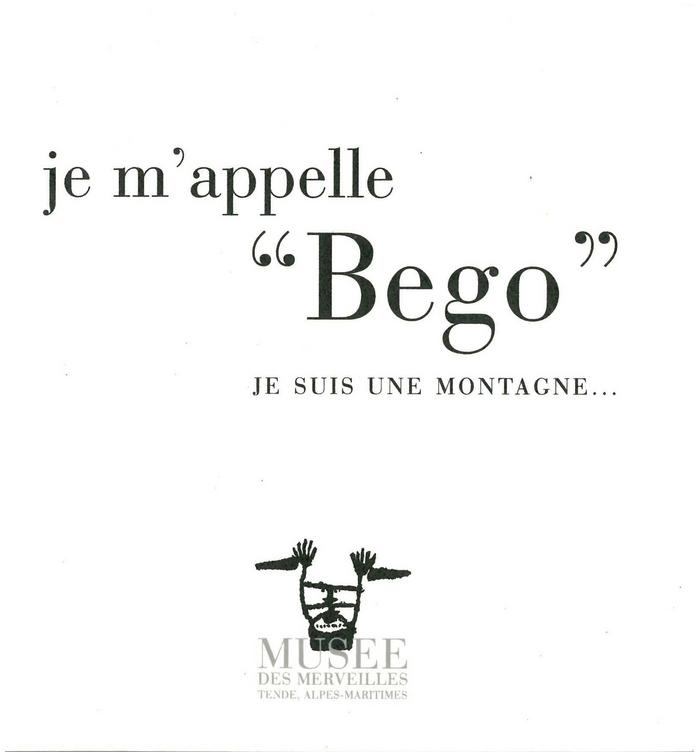 je m’appelle
“Bego”
JE SUIS UNE MONTAGNE...
MUSEE
DES MERVEILLES
TENDE, ALPES-MARITIMES